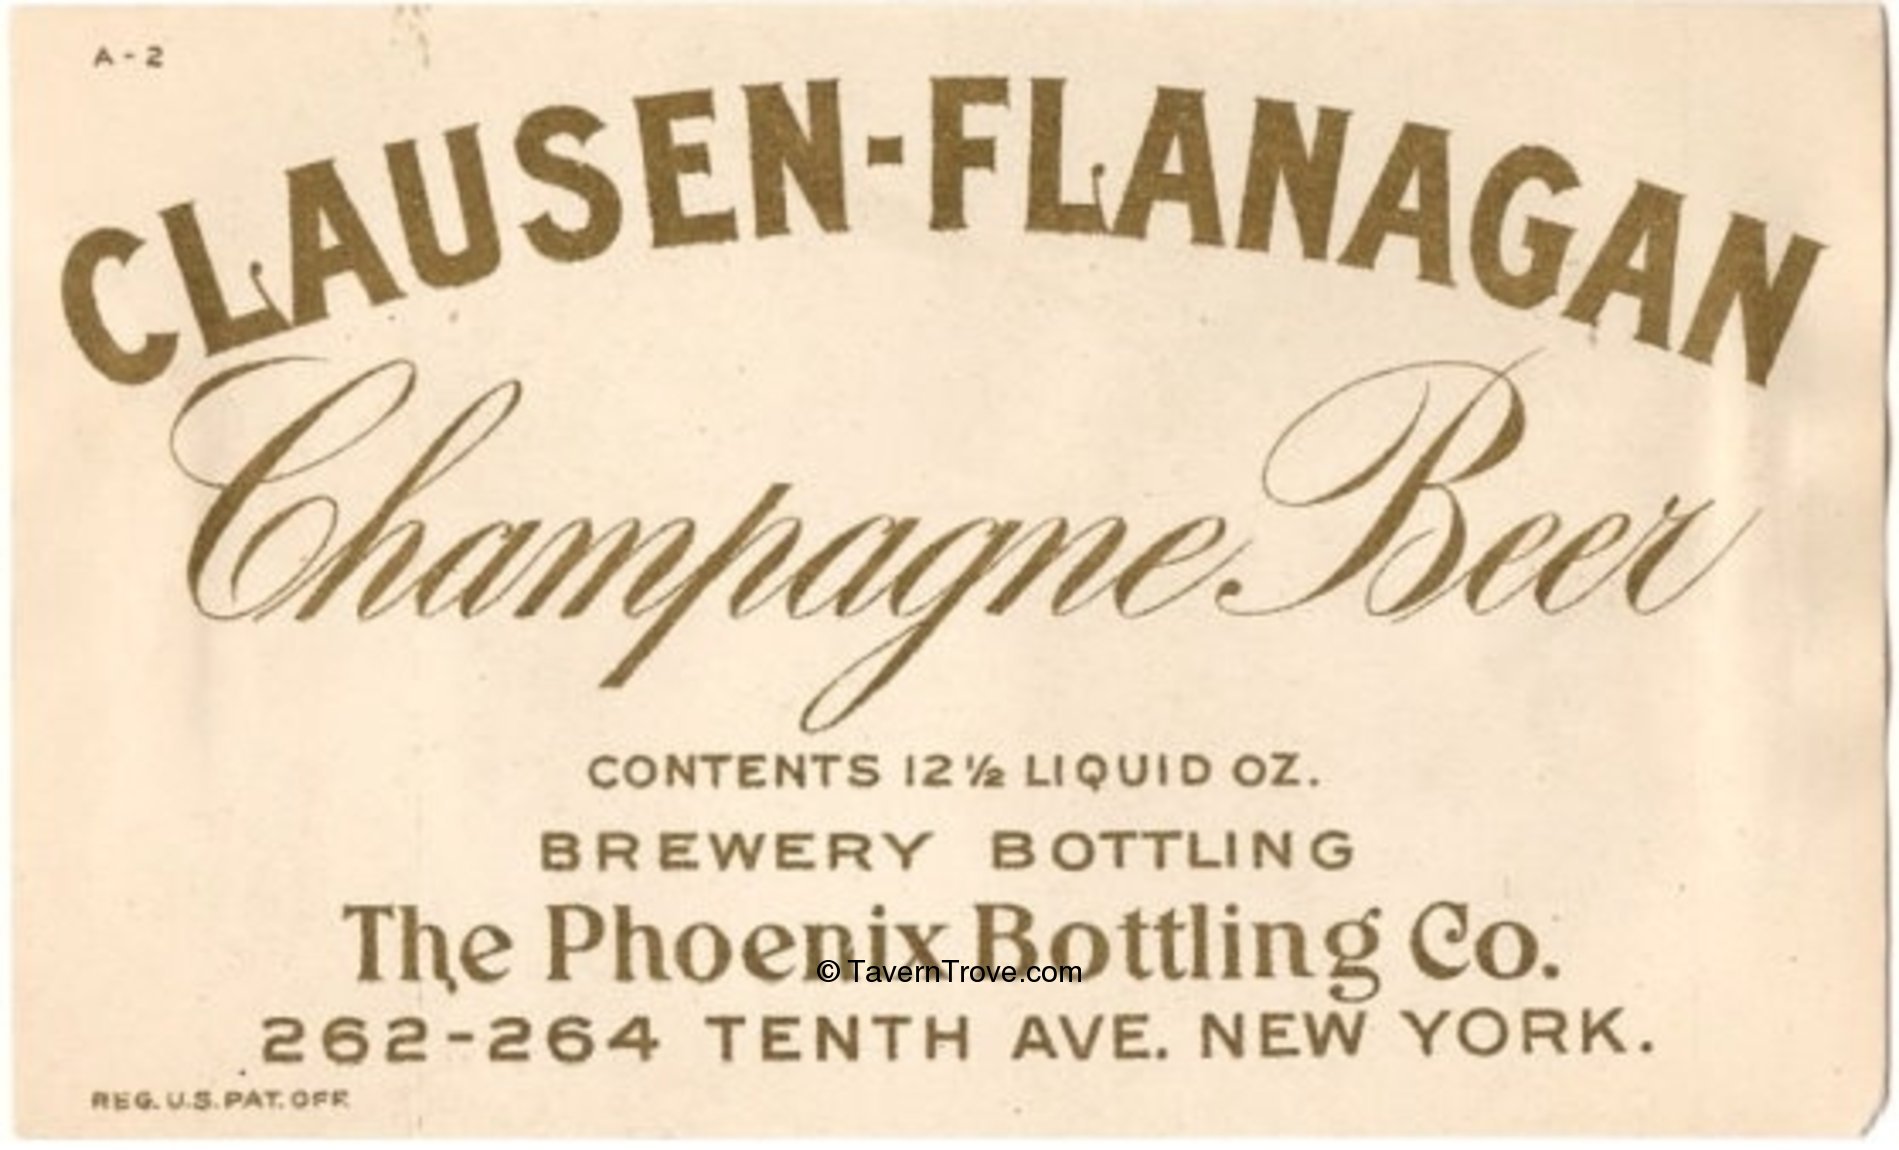 A-2
CLAUSEN-FLANAGAN
Champagne Beer
CONTENTS 12½ LIQUID OZ.
BREWERY BOTTLING
The Phoenix Bottling Co.
© TavernTrove.com
262-264 TENTH AVE. NEW YORK.
REG. U.S. PAT. OFF.